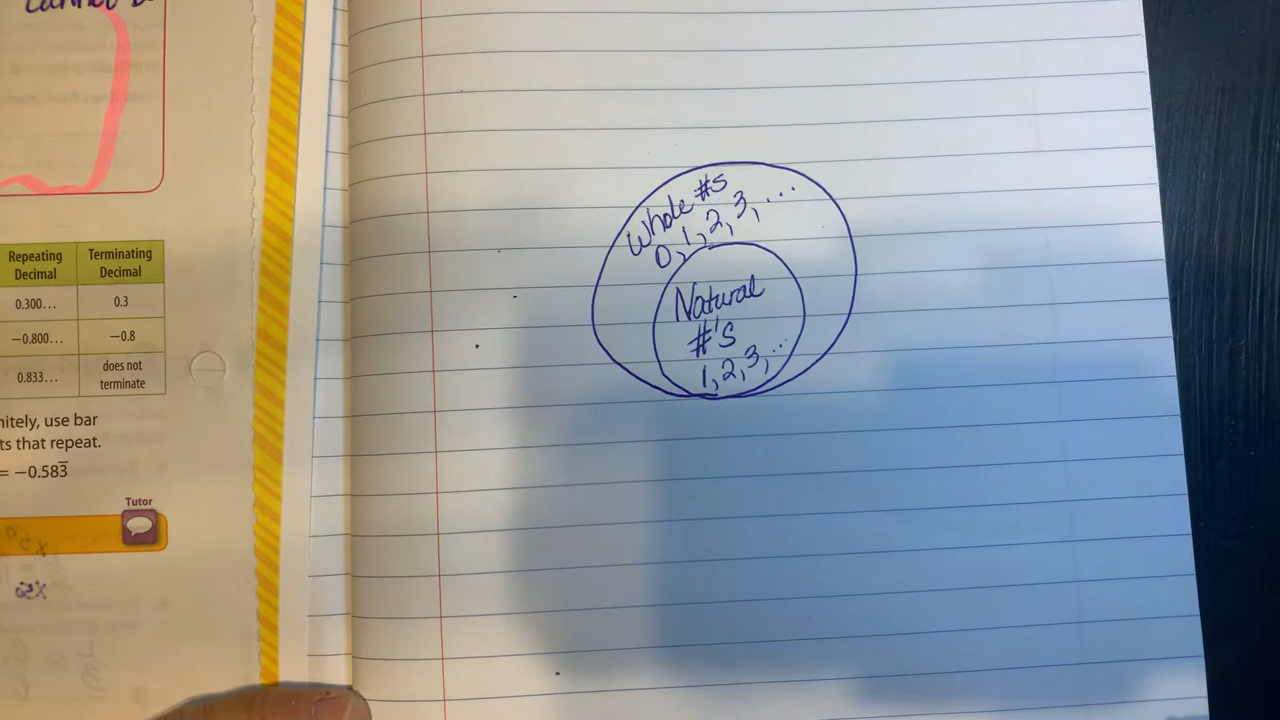 Repeating
Decimal
Terminating
Decimal
0.300...
0.3
-0.800...
−0.8
0.833...
does not
terminate
nitely, use bar
ts that repeat.
= −0.583̅
Tutor
x50
Whole #s
0, 1, 2, 3, ...
Natural
#'s
1, 2, 3, ...